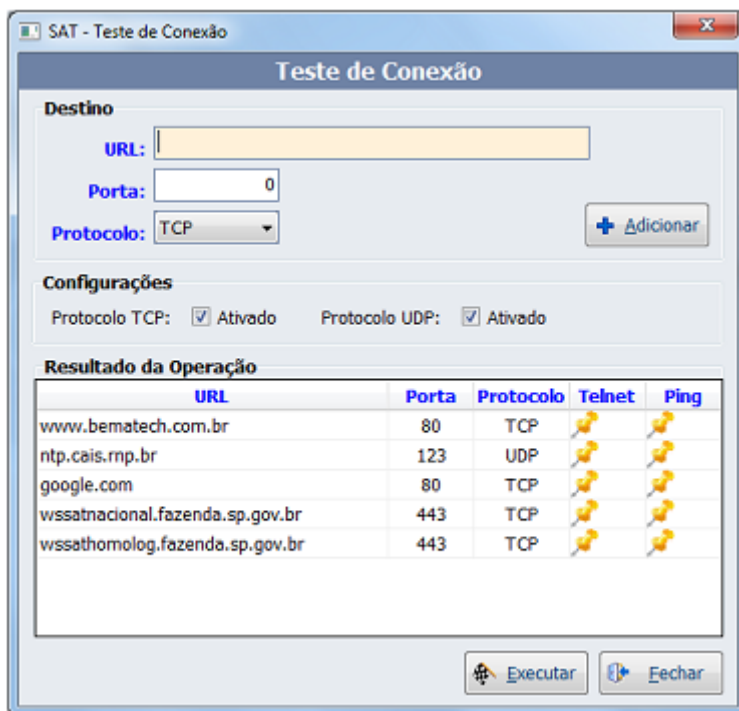 SAT - Teste de Conexão
Teste de Conexão
Destino
URL:
Porta: 0
Protocolo: TCP
Adicionar
Configurações
Protocolo TCP: Ativado Protocolo UDP: Ativado
Resultado da Operação
URL Porta Protocolo Telnet Ping
www.bematech.com.br 80 TCP
ntp.cais.rnp.br 123 UDP
google.com 80 TCP
wssatnacional.fazenda.sp.gov.br 443 TCP
wssathomolog.fazenda.sp.gov.br 443 TCP
Executar Fechar